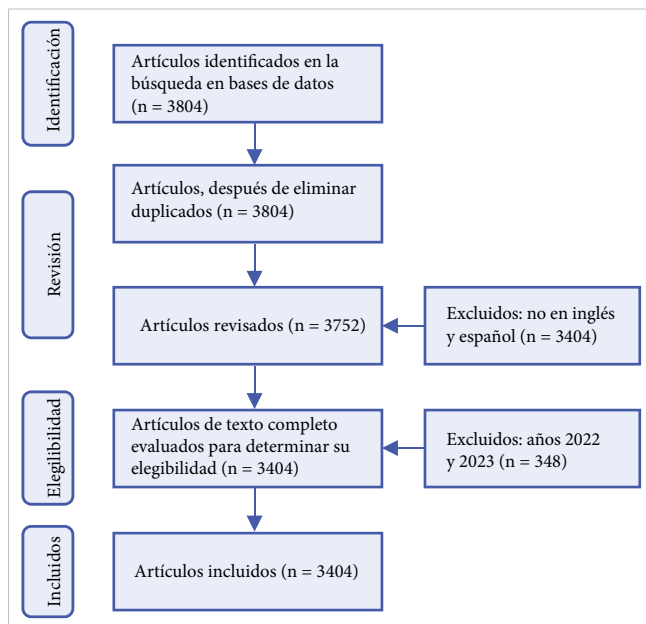 Identificación
Artículos identificados en la
búsqueda en bases de datos
(n = 3804)
Revisión
Artículos, después de eliminar
duplicados (n = 3804)
Artículos revisados (n = 3752)
Excluidos: no en inglés
y español (n = 3404)
Elegilibilidad
Artículos de texto completo
evaluados para determinar su
elegibilidad (n = 3404)
Excluidos: años 2022
y 2023 (n = 348)
Incluidos
Artículos incluidos (n = 3404)